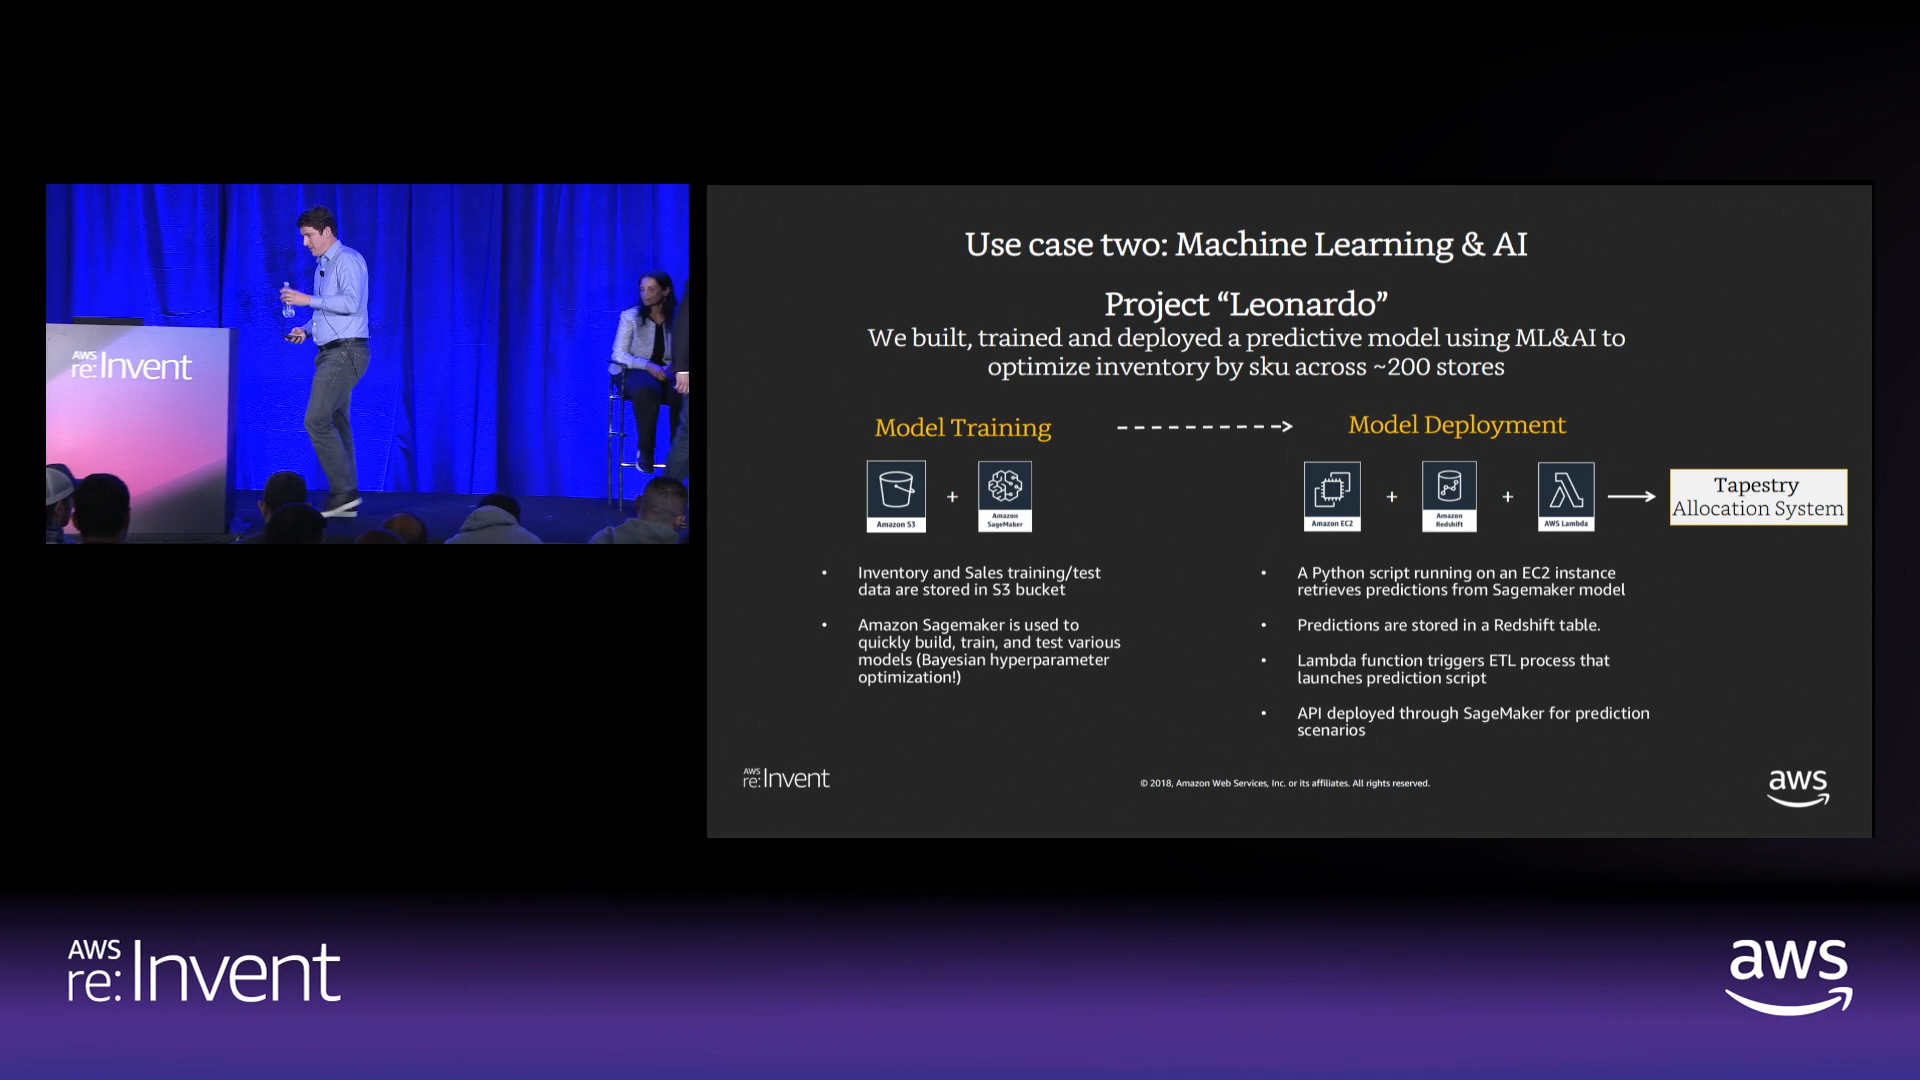 AWS
re:Invent
Use case two: Machine Learning & AI
Project “Leonardo”
We built, trained and deployed a predictive model using ML&AI to
optimize inventory by sku across ~200 stores
Model Training
Model Deployment
Amazon S3
+
Amazon
SageMaker
Amazon EC2
+
Amazon
Redshift
+
AWS Lambda
Tapestry
Allocation System
• Inventory and Sales training/test
data are stored in S3 bucket
• Amazon Sagemaker is used to
quickly build, train, and test various
models (Bayesian hyperparameter
optimization!)
• A Python script running on an EC2 instance
retrieves predictions from Sagemaker model
• Predictions are stored in a Redshift table.
• Lambda function triggers ETL process that
launches prediction script
• API deployed through SageMaker for prediction
scenarios
AWS
re:Invent
© 2018, Amazon Web Services, Inc. or its affiliates. All rights reserved.
aws
AWS
re:Invent
aws